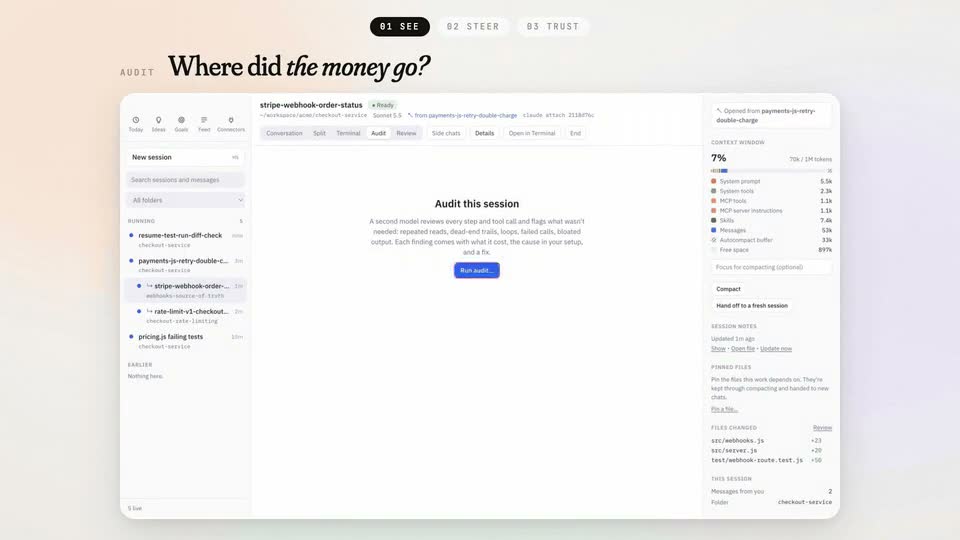 01 SEE
02 STEER
03 TRUST
AUDIT
Where did the money go?
Today
Ideas
Goals
Feed
Connectors
New session
Search sessions and messages
All folders
RUNNING 5
resume-test-run-diff-check now
checkout-service
payments-js-retry-double-c... 3m
checkout-service
↪ stripe-webhook-order-... 1m
webhooks-source-of-truth
↪ rate-limit-v1-checkout... 2m
checkout-rate-limiting
pricing.js failing tests 19m
checkout-service
EARLIER
Nothing here.
5 live
stripe-webhook-order-status Ready
~/workspace/acme/checkout-service Sonnet 5.5 from payments-js-retry-double-charge claude attach 2118d76c
Conversation Split Terminal Audit Review Side chats Details Open in Terminal End
Audit this session
A second model reviews every step and tool call and flags what wasn't
needed: repeated reads, dead-end trails, loops, failed calls, bloated
output. Each finding comes with what it cost, the cause in your setup,
and a fix.
Run audit...
Opened from payments-js-retry-
double-charge
CONTEXT WINDOW
7% 70k / 1M tokens
System prompt 5.5k
System tools 2.3k
MCP tools 1.1k
MCP server instructions 1.1k
Skills 7.4k
Messages 53k
Autocompact buffer 33k
Free space 897k
Focus for compacting (optional)
Compact
Hand off to a fresh session
SESSION NOTES
Updated 1m ago
Show · Open file · Update now
PINNED FILES
Pin the files this work depends on. They're
kept through compacting and handed to new
chats.
Pin a file...
FILES CHANGED Review
src/webhooks.js +23
src/server.js +20
test/webhook-route.test.js +50
THIS SESSION
Messages from you 2
Folder checkout-service